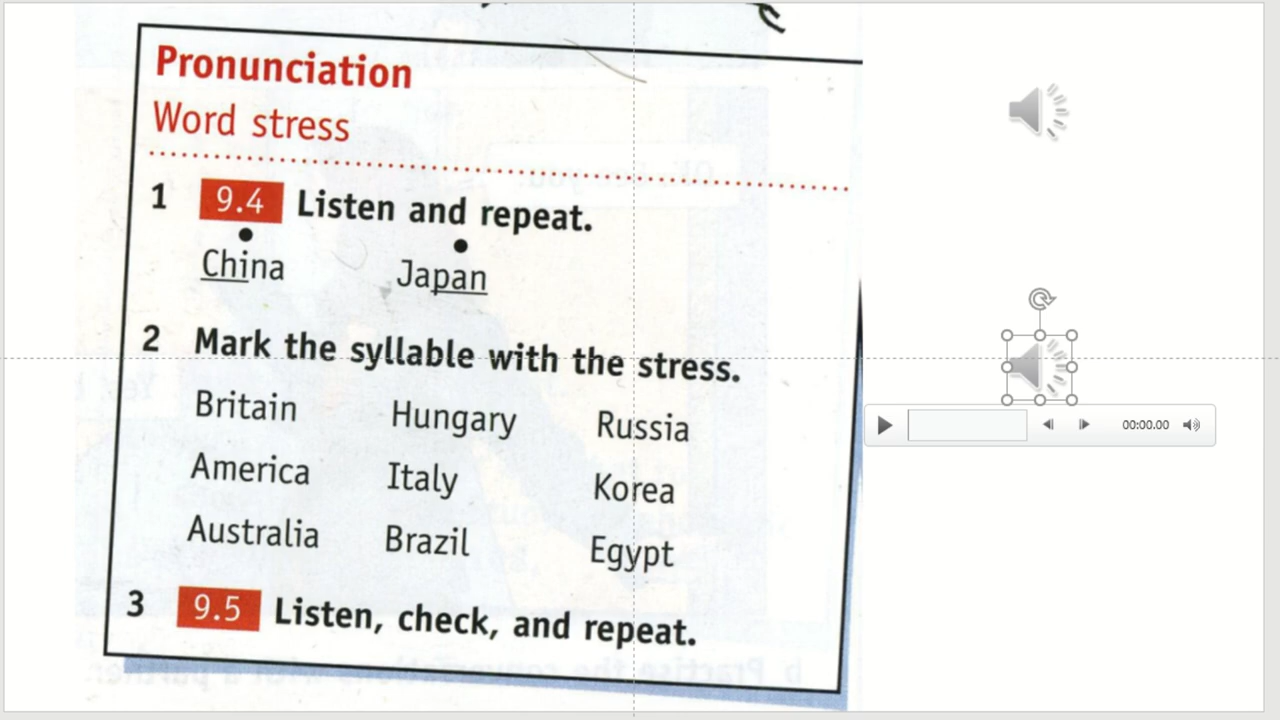 Pronunciation
Word stress
1 9.4 Listen and repeat.
China Japan
2 Mark the syllable with the stress.
Britain Hungary Russia
America Italy Korea
Australia Brazil Egypt
3 9.5 Listen, check, and repeat.
00:00.00